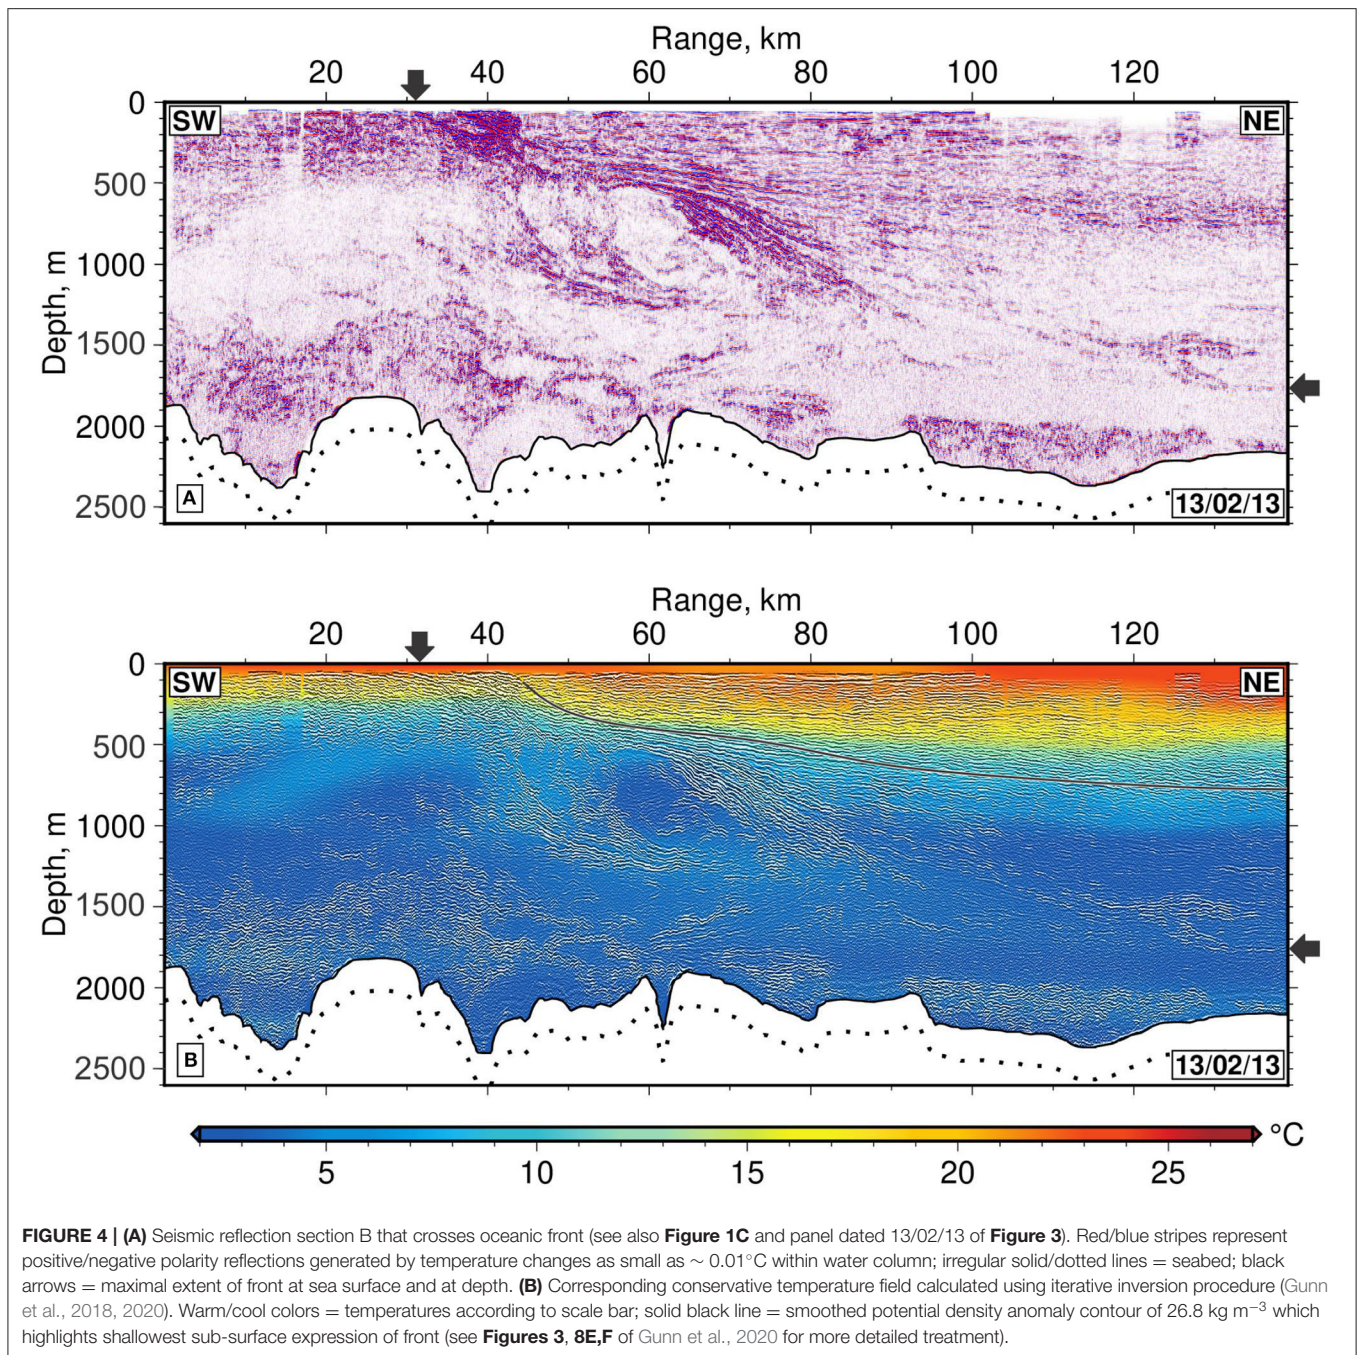 Range, km
20 40 60 80 100 120
0
SW
NE
500
1000
Depth, m
1500
2000
A
13/02/13
2500
Range, km
20 40 60 80 100 120
0
SW
NE
500
1000
Depth, m
1500
2000
B
13/02/13
2500
°C
5 10 15 20 25
FIGURE 4 | (A) Seismic reflection section B that crosses oceanic front (see also Figure 1C and panel dated 13/02/13 of Figure 3). Red/blue stripes represent
positive/negative polarity reflections generated by temperature changes as small as ~ 0.01°C within water column; irregular solid/dotted lines = seabed; black
arrows = maximal extent of front at sea surface and at depth. (B) Corresponding conservative temperature field calculated using iterative inversion procedure (Gunn
et al., 2018, 2020). Warm/cool colors = temperatures according to scale bar; solid black line = smoothed potential density anomaly contour of 26.8 kg m⁻³ which
highlights shallowest sub-surface expression of front (see Figures 3, 8E,F of Gunn et al., 2020 for more detailed treatment).